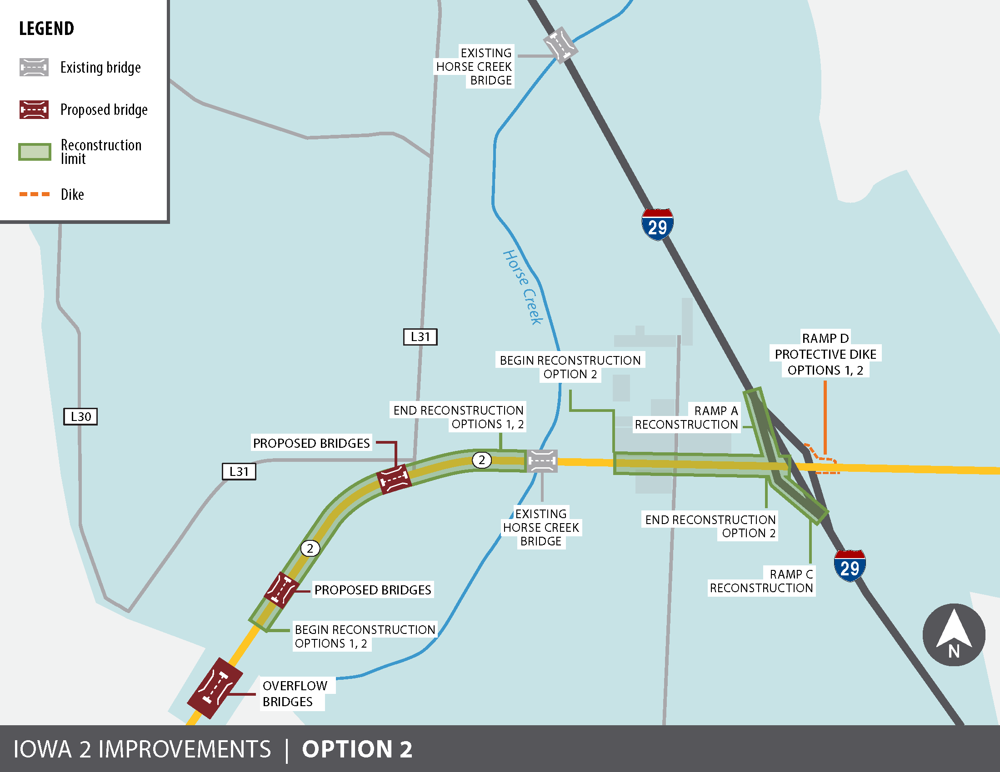 LEGEND
Existing bridge
Proposed bridge
Reconstruction
limit
Dike
EXISTING
HORSE CREEK
BRIDGE
29
Horse Creek
L31
RAMP D
PROTECTIVE DIKE
OPTIONS 1, 2
BEGIN RECONSTRUCTION
OPTION 2
END RECONSTRUCTION
OPTIONS 1, 2
RAMP A
RECONSTRUCTION
L30
PROPOSED BRIDGES
2
L31
EXISTING
HORSE CREEK
BRIDGE
END RECONSTRUCTION
OPTION 2
2
29
RAMP C
RECONSTRUCTION
PROPOSED BRIDGES
BEGIN RECONSTRUCTION
OPTIONS 1, 2
N
OVERFLOW
BRIDGES
IOWA 2 IMPROVEMENTS | OPTION 2